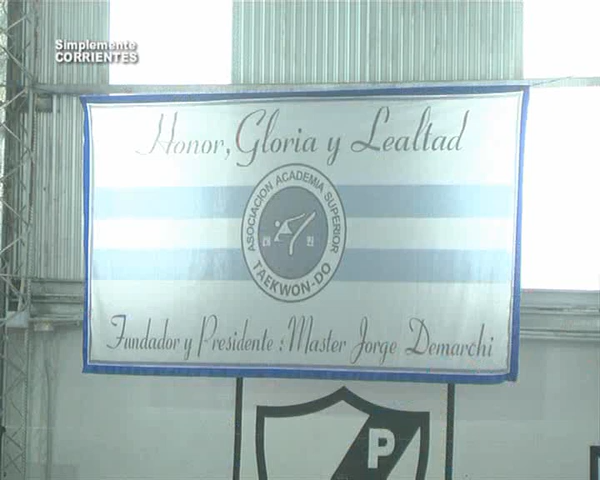 Simplemente
CORRIENTES
Honor, Gloria y Lealtad
ASOCIACION ACADEMIA SUPERIOR
TAEKWON-DO
Fundador y Presidente : Master Jorge Demarchi
P